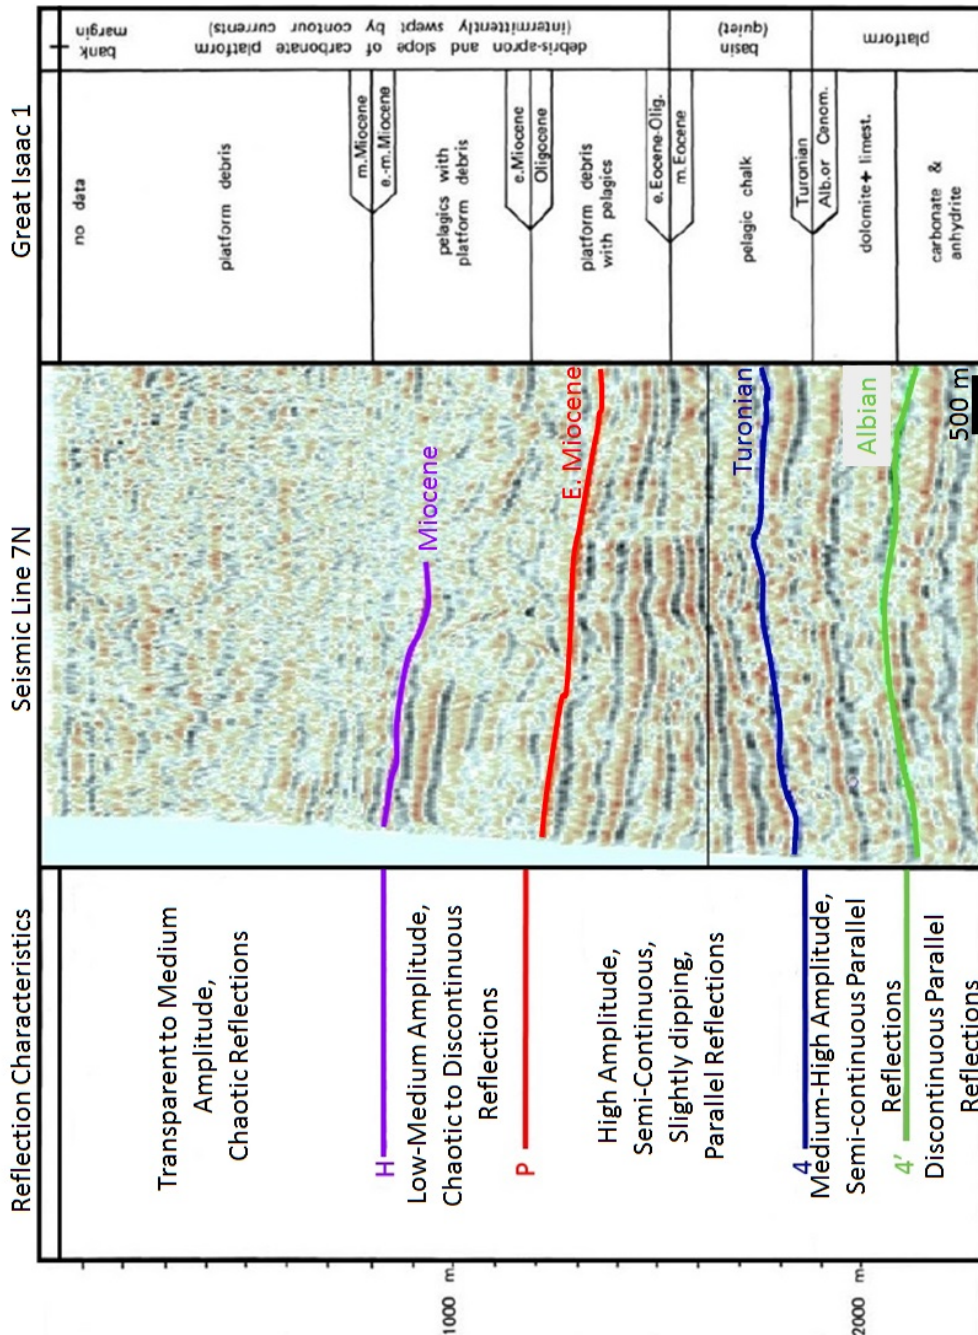 Great Isaac 1
bank
margin
debris-apron and slope of carbonate platform
(intermittently swept by contour currents)
basin
(quiet)
platform
no data
platform debris
m.Miocene
e.-m.Miocene
pelagics with
platform debris
e.Miocene
Oligocene
platform debris
with pelagics
e.Eocene-Olig.
m.Eocene
pelagic chalk
Turonian
Alb.or Cenom.
dolomite+ limest.
carbonate &
anhydrite
Seismic Line 7N
Miocene
E. Miocene
Turonian
Albian
500 m
Reflection Characteristics
Transparent to Medium
Amplitude,
Chaotic Reflections
H
Low-Medium Amplitude,
Chaotic to Discontinuous
Reflections
P
High Amplitude,
Semi-Continuous,
Slightly dipping,
Parallel Reflections
4
Medium-High Amplitude,
Semi-continuous Parallel
Reflections
4'
Discontinuous Parallel
Reflections
1000 m
2000 m